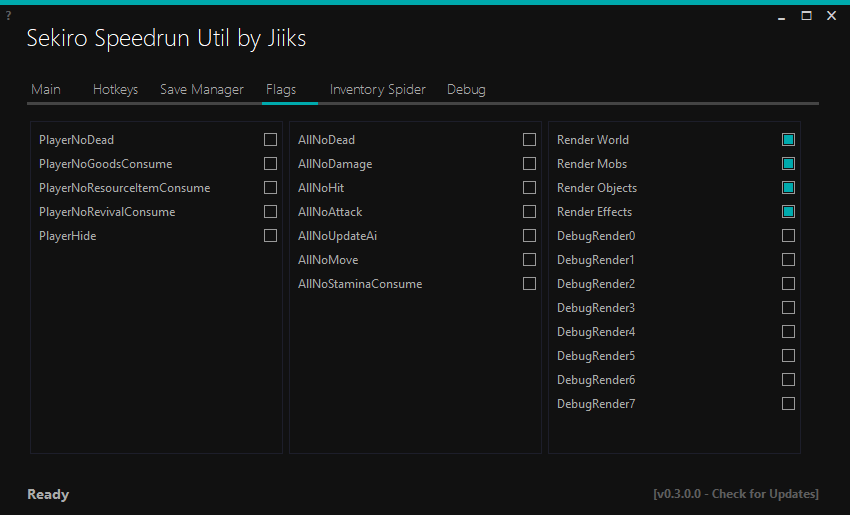 ?
Sekiro Speedrun Util by Jiiks
Main Hotkeys Save Manager Flags Inventory Spider Debug
PlayerNoDead
PlayerNoGoodsConsume
PlayerNoResourceItemConsume
PlayerNoRevivalConsume
PlayerHide
AllNoDead
AllNoDamage
AllNoHit
AllNoAttack
AllNoUpdateAi
AllNoMove
AllNoStaminaConsume
Render World
Render Mobs
Render Objects
Render Effects
DebugRender0
DebugRender1
DebugRender2
DebugRender3
DebugRender4
DebugRender5
DebugRender6
DebugRender7
Ready
[v0.3.0.0 - Check for Updates]